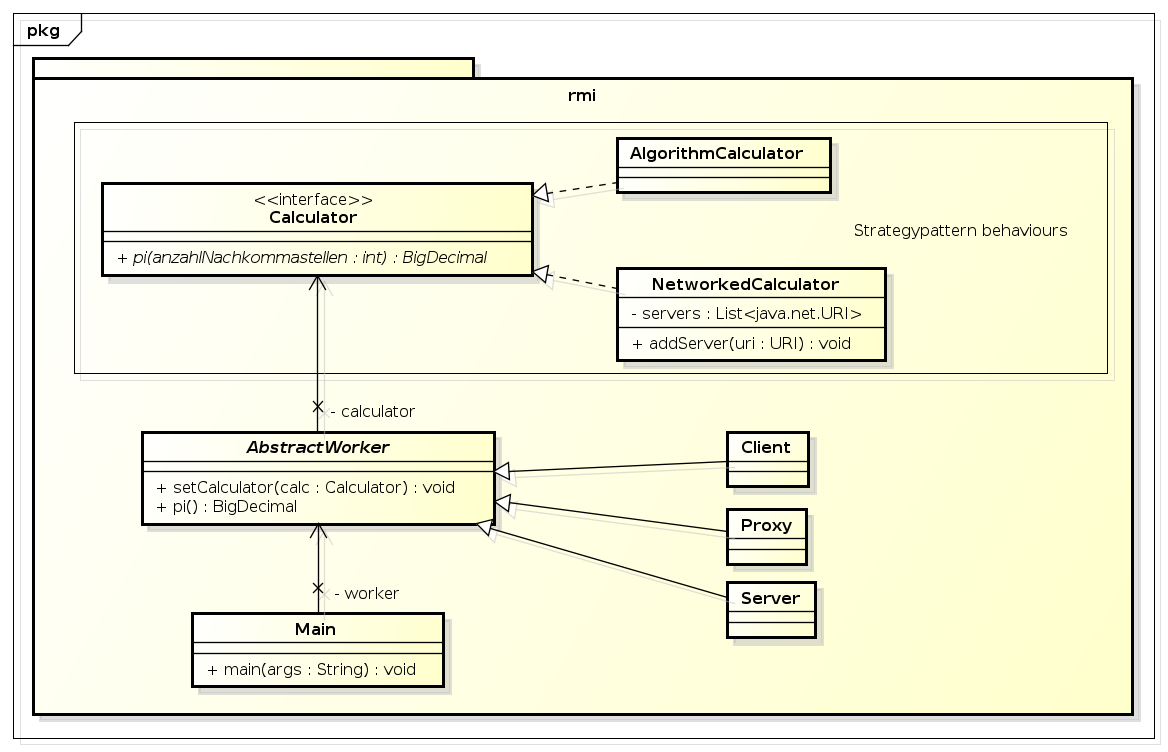 pkg
rmi
AlgorithmCalculator
<<interface>>
Calculator
+ pi(anzahlNachkommastellen : int) : BigDecimal
Strategypattern behaviours
NetworkedCalculator
- servers : List<java.net.URI>
+ addServer(uri : URI) : void
- calculator
AbstractWorker
+ setCalculator(calc : Calculator) : void
+ pi() : BigDecimal
Client
Proxy
Server
- worker
Main
+ main(args : String) : void